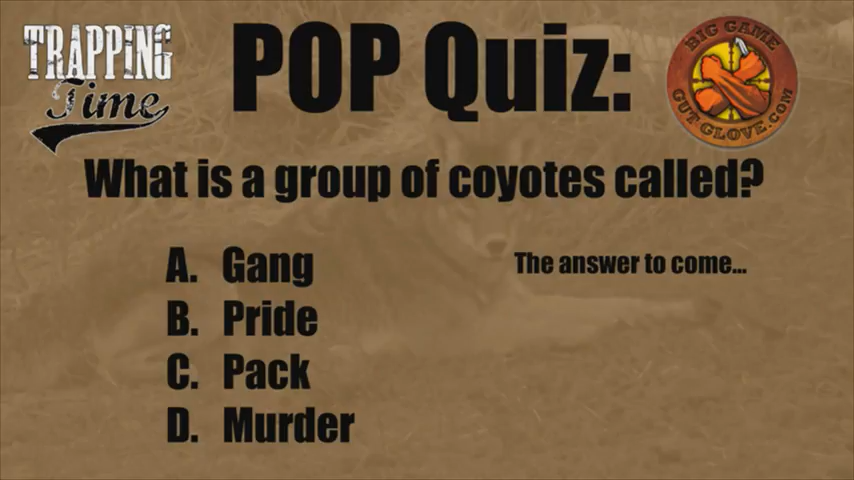 TRAPPING
Time
POP Quiz:
BIG GAME
GUT GLOVE.COM
What is a group of coyotes called?
A. Gang
The answer to come...
B. Pride
C. Pack
D. Murder